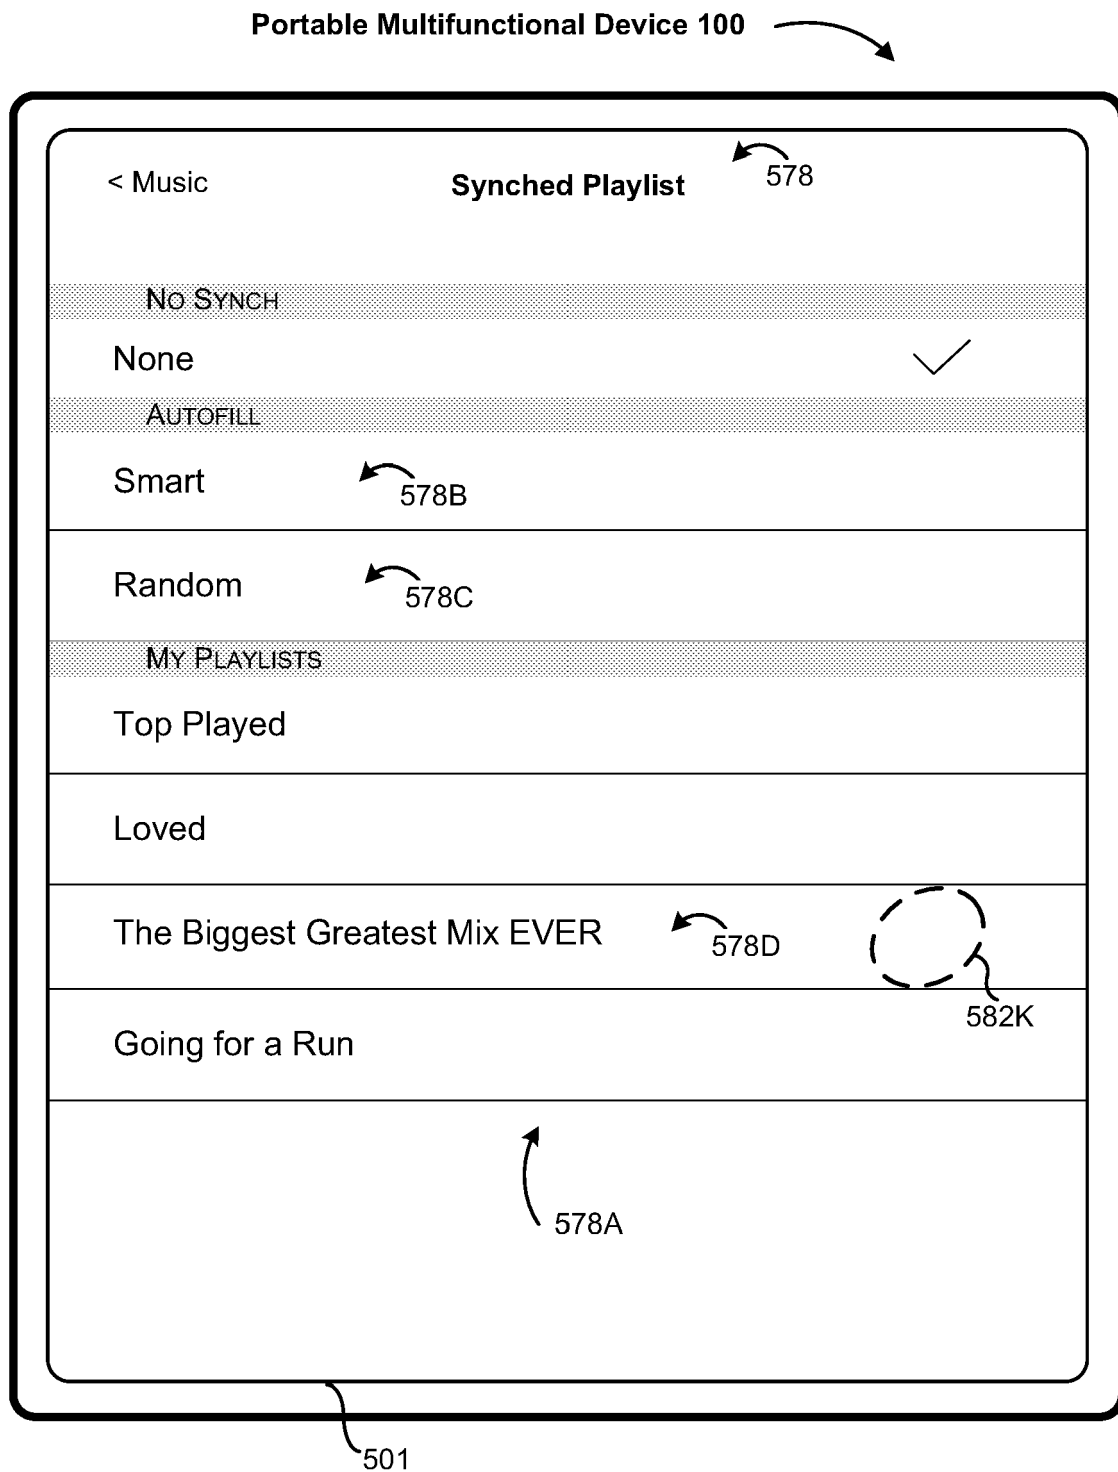 Portable Multifunctional Device 100
< Music
Synched Playlist
578
NO SYNCH
None
AUTOFILL
Smart
578B
Random
578C
MY PLAYLISTS
Top Played
Loved
The Biggest Greatest Mix EVER
578D
582K
Going for a Run
578A
501